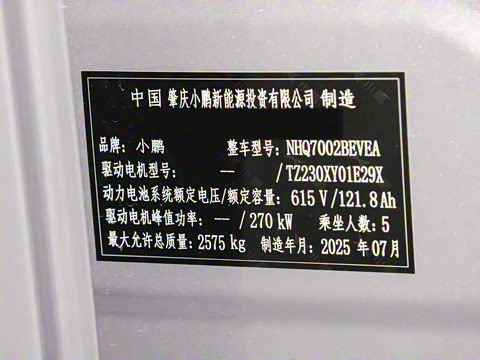 中国 肇庆小鹏新能源投资有限公司 制造
品牌: 小鹏 整车型号: NHQ7002BEVEA
驱动电机型号: -- /TZ230XY01E29X
动力电池系统额定电压/额定容量: 615 V/121.8 Ah
驱动电机峰值功率: -- /270 kW 乘坐人数: 5
最大允许总质量: 2575 kg 制造年月: 2025 年07月